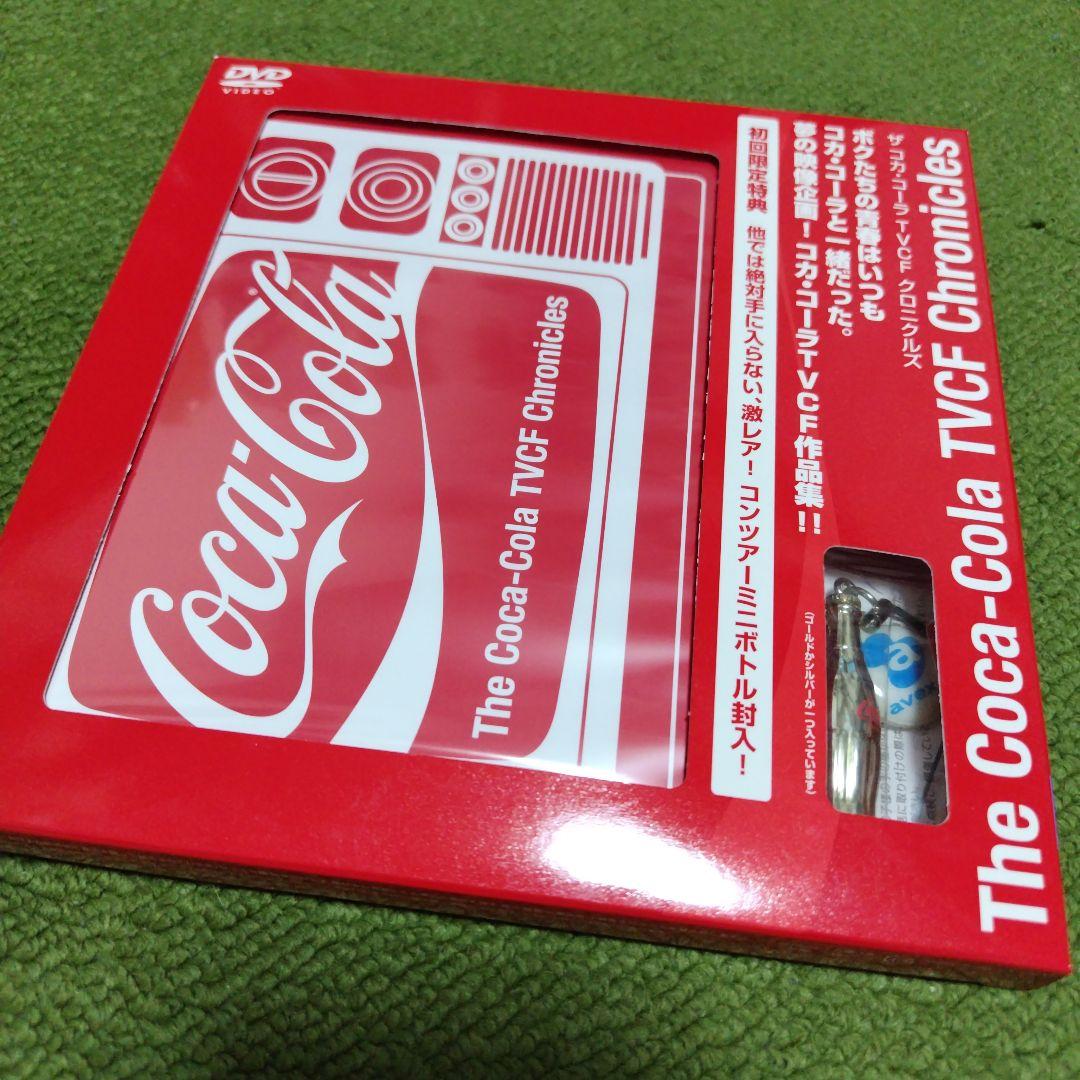 DVD
VIDEO
The Coca-Cola TVCF Chronicles
ザ コカ・コーラ TVCF クロニクルズ
ボクたちの青春はいつも
コカ・コーラと一緒だった。
夢の映像企画！コカ・コーラTVCF作品集！！
初回限定特典 他では絶対手に入らない、激レア！コンツアーミニボトル封入！
(ゴールドかシルバーが一つ入っています)
Coca-Cola
®
The Coca-Cola TVCF Chronicles
a
avex